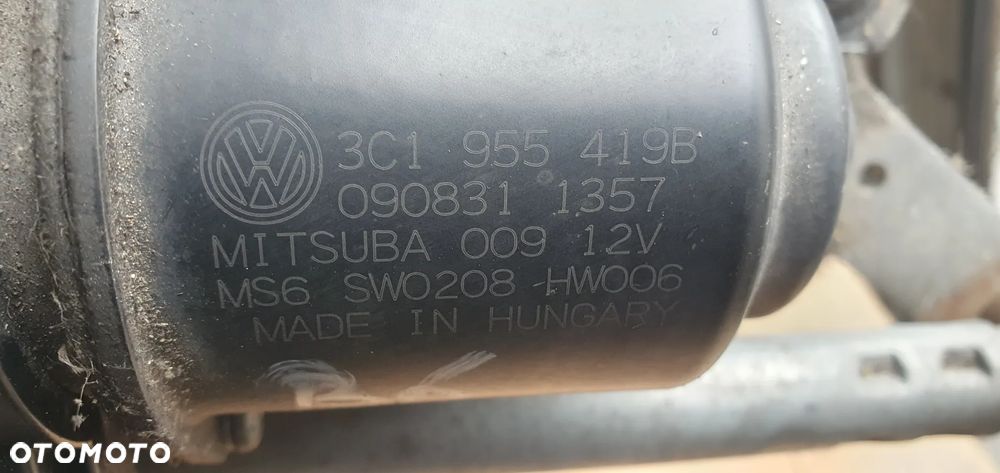 3C1 955 419B
090831 1357
MITSUBA 009 12V
MS6 SW0208 HW006
MADE IN HUNGARY
OTOMOTO